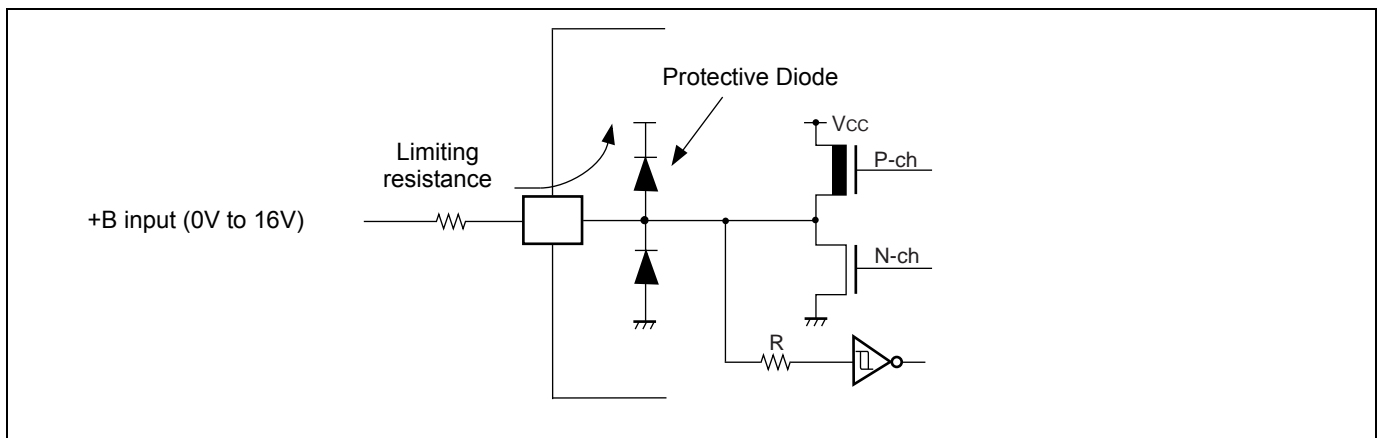 Protective Diode
Limiting
resistance
+B input (0V to 16V)
VCC
P-ch
N-ch
R